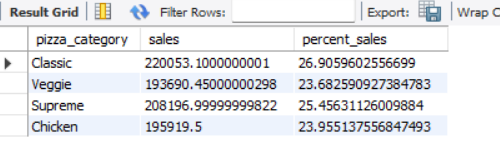 Result Grid Filter Rows: Export: Wrap C
pizza_category sales percent_sales
Classic 220053.1000000001 26.9059602556699
Veggie 193690.45000000298 23.682590927384783
Supreme 208196.99999999822 25.45631126009884
Chicken 195919.5 23.955137556847493